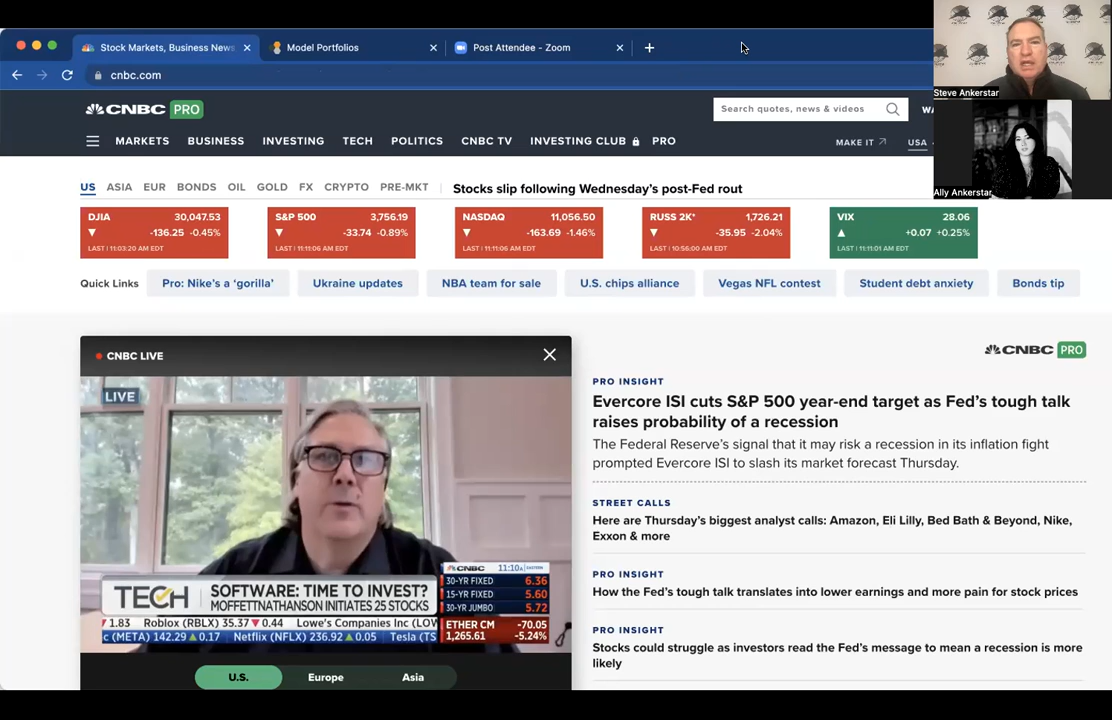 Stock Markets, Business News
Model Portfolios
Post Attendee - Zoom
cnbc.com
Steve Ankerstar
Ally Ankerstar
CNBC PRO
Search quotes, news & videos
WA
MARKETS BUSINESS INVESTING TECH POLITICS CNBC TV INVESTING CLUB PRO
MAKE IT USA
US ASIA EUR BONDS OIL GOLD FX CRYPTO PRE-MKT
Stocks slip following Wednesday's post-Fed rout
DJIA 30,047.53
-136.25 -0.45%
LAST | 11:03:20 AM EDT
S&P 500 3,756.19
-33.74 -0.89%
LAST | 11:11:06 AM EDT
NASDAQ 11,056.50
-163.69 -1.46%
LAST | 11:11:06 AM EDT
RUSS 2K* 1,726.21
-35.95 -2.04%
LAST | 10:56:00 AM EDT
VIX 28.06
+0.07 +0.25%
LAST | 11:11:01 AM EDT
Quick Links
Pro: Nike's a ‘gorilla’
Ukraine updates
NBA team for sale
U.S. chips alliance
Vegas NFL contest
Student debt anxiety
Bonds tip
CNBC LIVE
LIVE
TECH
SOFTWARE: TIME TO INVEST?
MOFFETTNATHANSON INITIATES 25 STOCKS
CNBC 11:10
30-YR FIXED 6.36
15-YR FIXED 5.60
30-YR JUMBO 5.72
ETHER CM -70.05
1,265.61 -5.24%
1.83 Roblox (RBLX) 35.37 ▼ 0.44 Lowe's Companies Inc (LOW
(META) 142.29 ▲ 0.17 Netflix (NFLX) 236.92 ▲ 0.05 Tesla (TS
U.S. Europe Asia
CNBC PRO
PRO INSIGHT
Evercore ISI cuts S&P 500 year-end target as Fed's tough talk
raises probability of a recession
The Federal Reserve's signal that it may risk a recession in its inflation fight
prompted Evercore ISI to slash its market forecast Thursday.
STREET CALLS
Here are Thursday's biggest analyst calls: Amazon, Eli Lilly, Bed Bath & Beyond, Nike,
Exxon & more
PRO INSIGHT
How the Fed's tough talk translates into lower earnings and more pain for stock prices
PRO INSIGHT
Stocks could struggle as investors read the Fed's message to mean a recession is more
likely